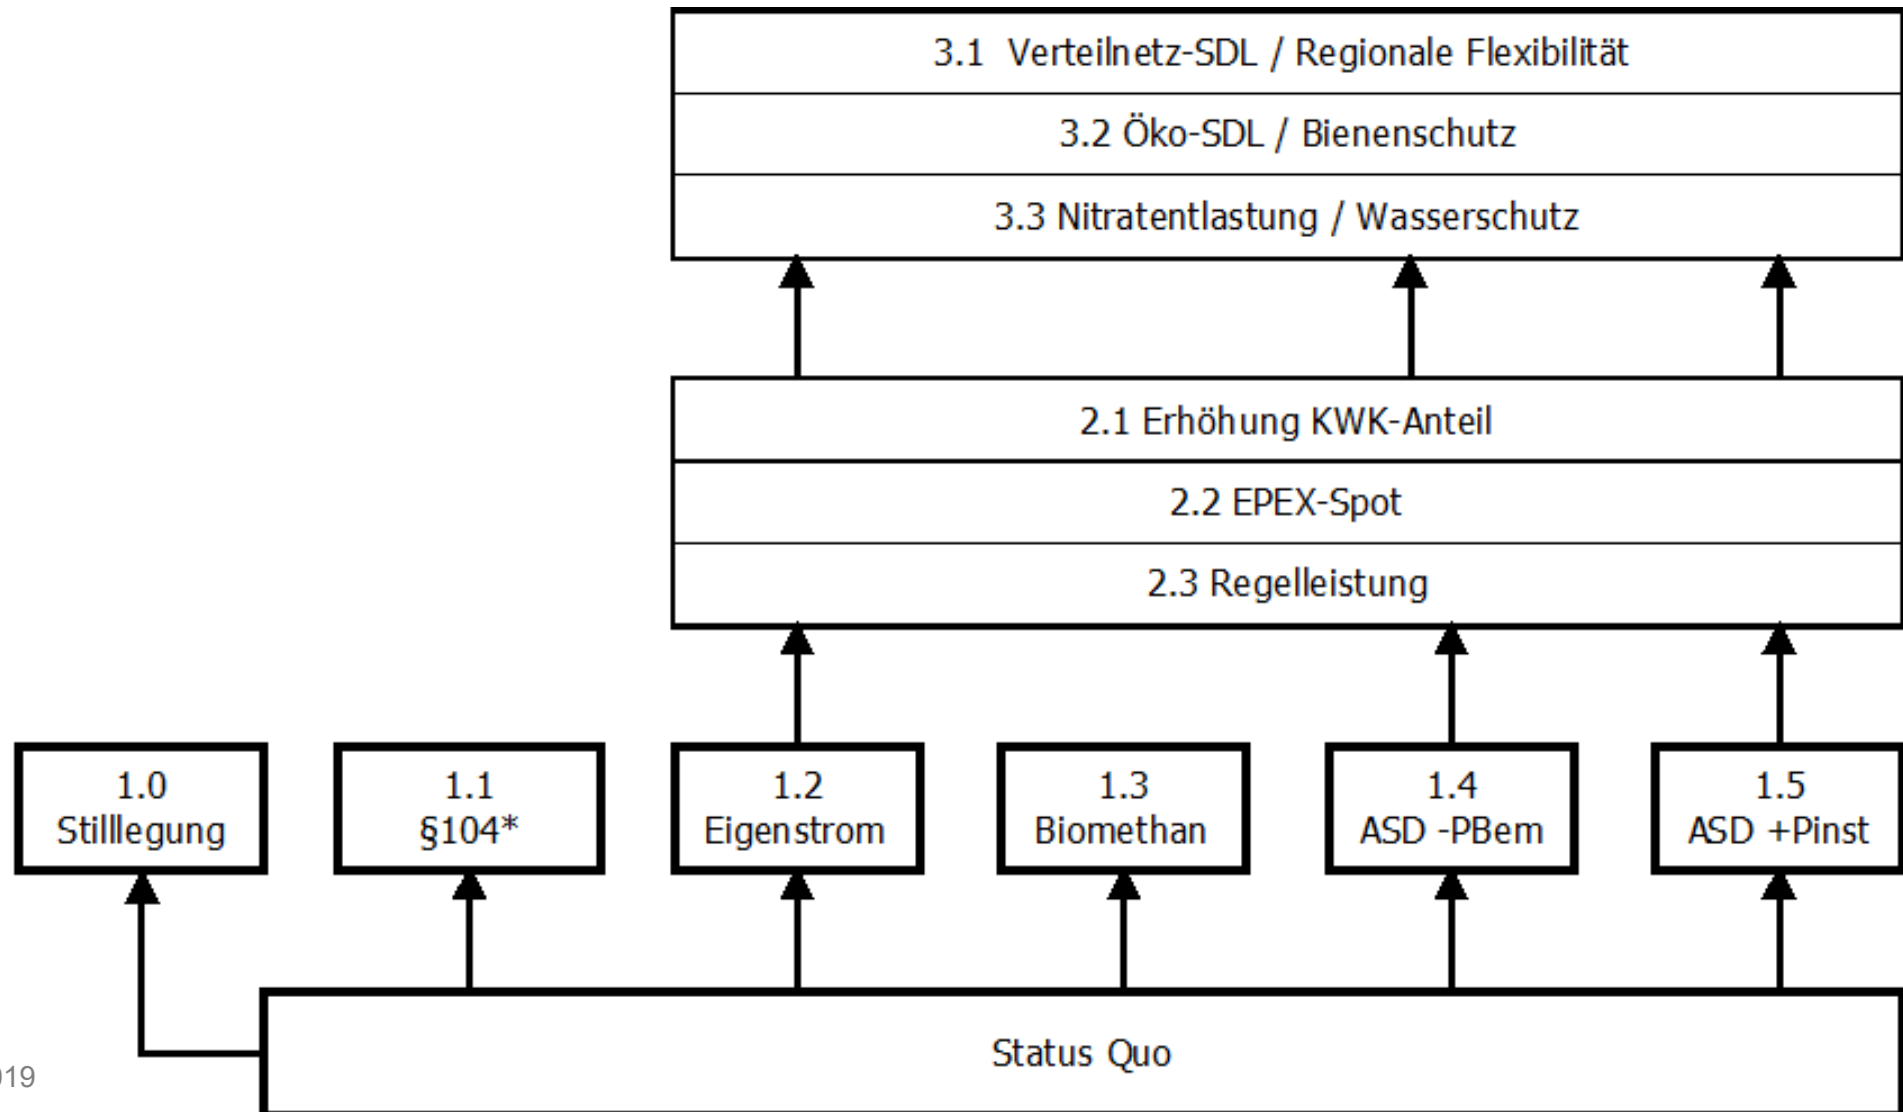 3.1 Verteilnetz-SDL / Regionale Flexibilität
3.2 Öko-SDL / Bienenschutz
3.3 Nitratentlastung / Wasserschutz
2.1 Erhöhung KWK-Anteil
2.2 EPEX-Spot
2.3 Regelleistung
1.0
Stilllegung
1.1
§104*
1.2
Eigenstrom
1.3
Biomethan
1.4
ASD -PBem
1.5
ASD +Pinst
Status Quo
019